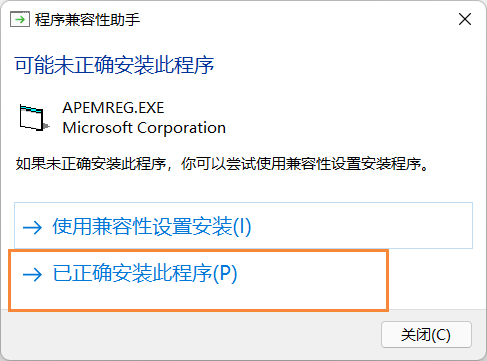 程序兼容性助手
可能未正确安装此程序
APEMREG.EXE
Microsoft Corporation
如果未正确安装此程序，你可以尝试使用兼容性设置安装程序。
使用兼容性设置安装(I)
已正确安装此程序(P)
关闭(C)